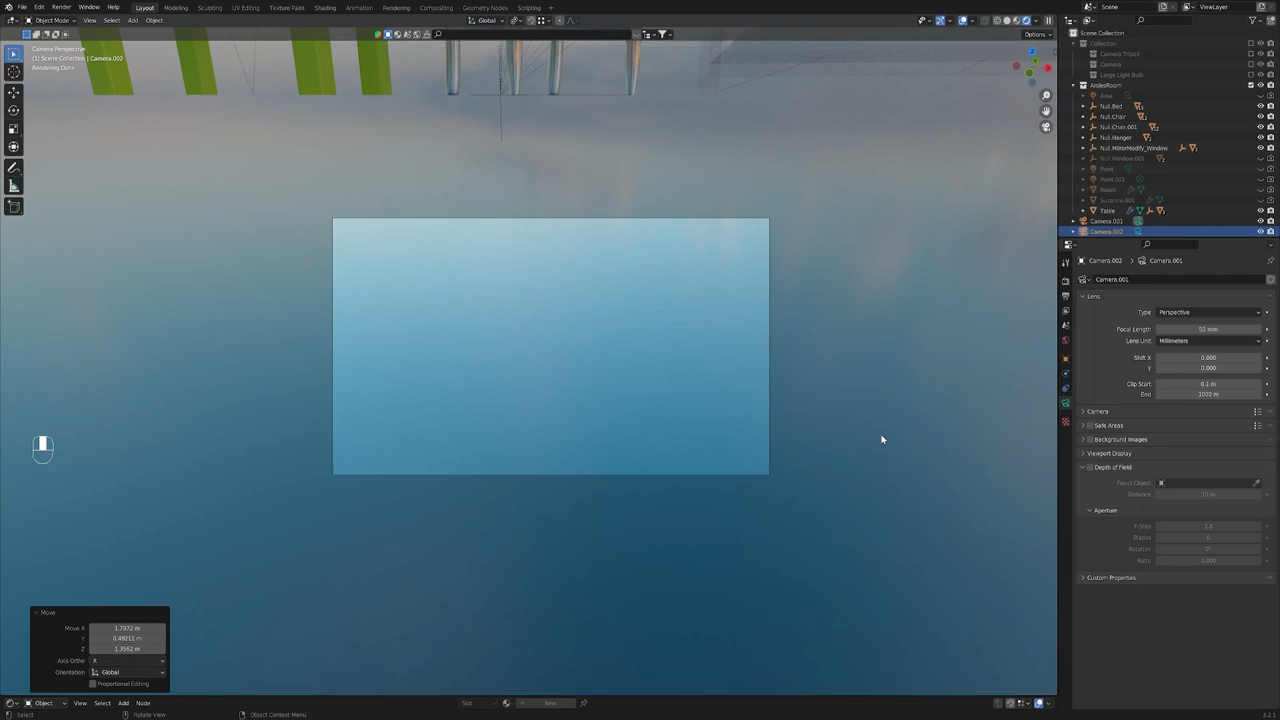 File Edit Render Window Help Layout Modeling Sculpting UV Editing Texture Paint Shading Animation Rendering Compositing Geometry Nodes Scripting Scene ViewLayer
Object Mode View Select Add Object Global
Options
Camera Perspective
(1) Scene Collection | Camera.002
Rendering Done
Scene Collection
Collection
Camera Tripod
Camera
Large Light Bulb
AislesRoom
Area
Null.Bed
Null.Chair
Null.Chair.001
Null.Hanger
Null.MirrorModify_Window
Null.Window.001
Point
Point.001
Room
Suzanne.001
Table
Camera.001
Camera.002
Camera.002 Camera.001
Camera.001
Lens
Type Perspective
Focal Length 50 mm
Lens Unit Millimeters
Shift X 0.000
Y 0.000
Clip Start 0.1 m
End 1000 m
Camera
Safe Areas
Background Images
Viewport Display
Depth of Field
Focus Object
Distance 10 m
Aperture
F-Stop 2.8
Blades 0
Rotation 0°
Ratio 1.000
Custom Properties
Move
Move X 1.7972 m
Y 0.49211 m
Z 1.3552 m
Axis Ortho X
Orientation Global
Proportional Editing
Object View Select Add Node Slot New
Select Rotate View Object Context Menu 3.2.1